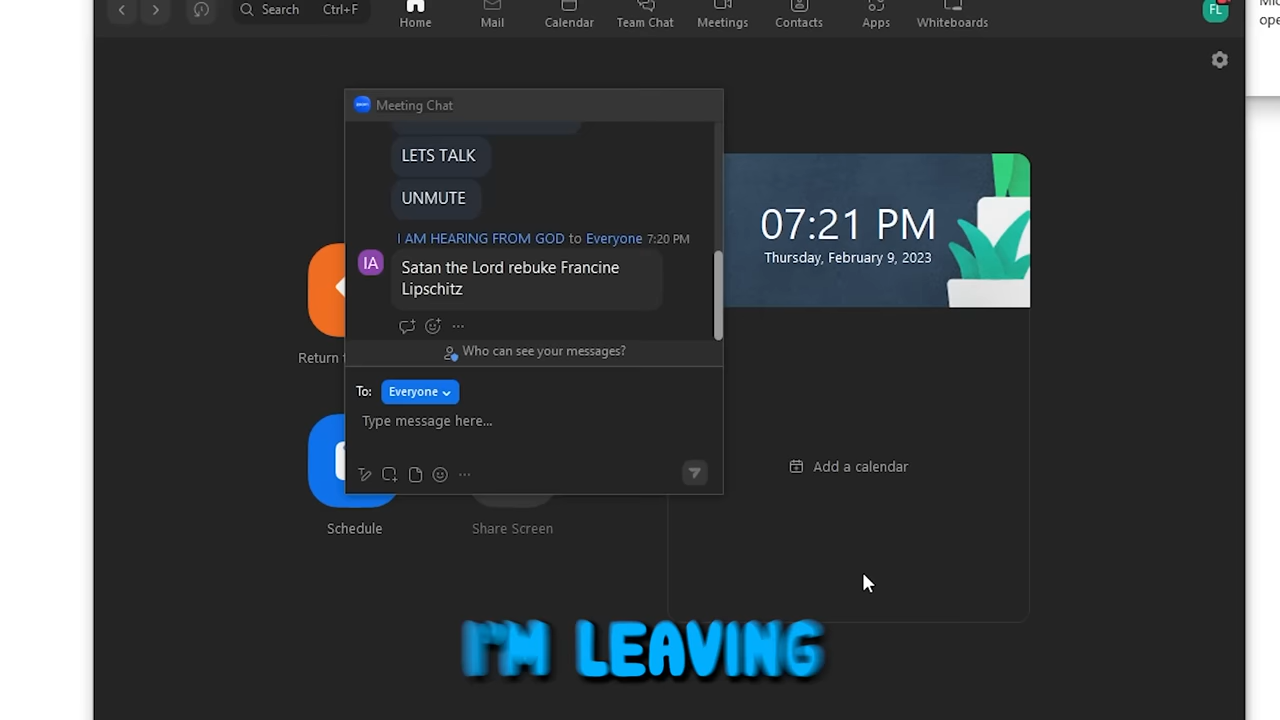 Search Ctrl+F
Home
Mail
Calendar
Team Chat
Meetings
Contacts
Apps
Whiteboards
FL
Meeting Chat
LETS TALK
UNMUTE
I AM HEARING FROM GOD to Everyone 7:20 PM
IA
Satan the Lord rebuke Francine
Lipschitz
Who can see your messages?
To: Everyone
Type message here...
07:21 PM
Thursday, February 9, 2023
Return
Add a calendar
Schedule
Share Screen
I'M LEAVING